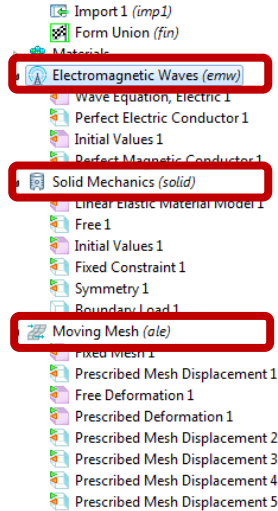 Import 1 (imp1)
Form Union (fin)
Materials
Electromagnetic Waves (emw)
Wave Equation, Electric 1
Perfect Electric Conductor 1
Initial Values 1
Perfect Magnetic Conductor 1
Solid Mechanics (solid)
Linear Elastic Material Model 1
Free 1
Initial Values 1
Fixed Constraint 1
Symmetry 1
Boundary Load 1
Moving Mesh (ale)
Fixed Mesh 1
Prescribed Mesh Displacement 1
Free Deformation 1
Prescribed Deformation 1
Prescribed Mesh Displacement 2
Prescribed Mesh Displacement 3
Prescribed Mesh Displacement 4
Prescribed Mesh Displacement 5